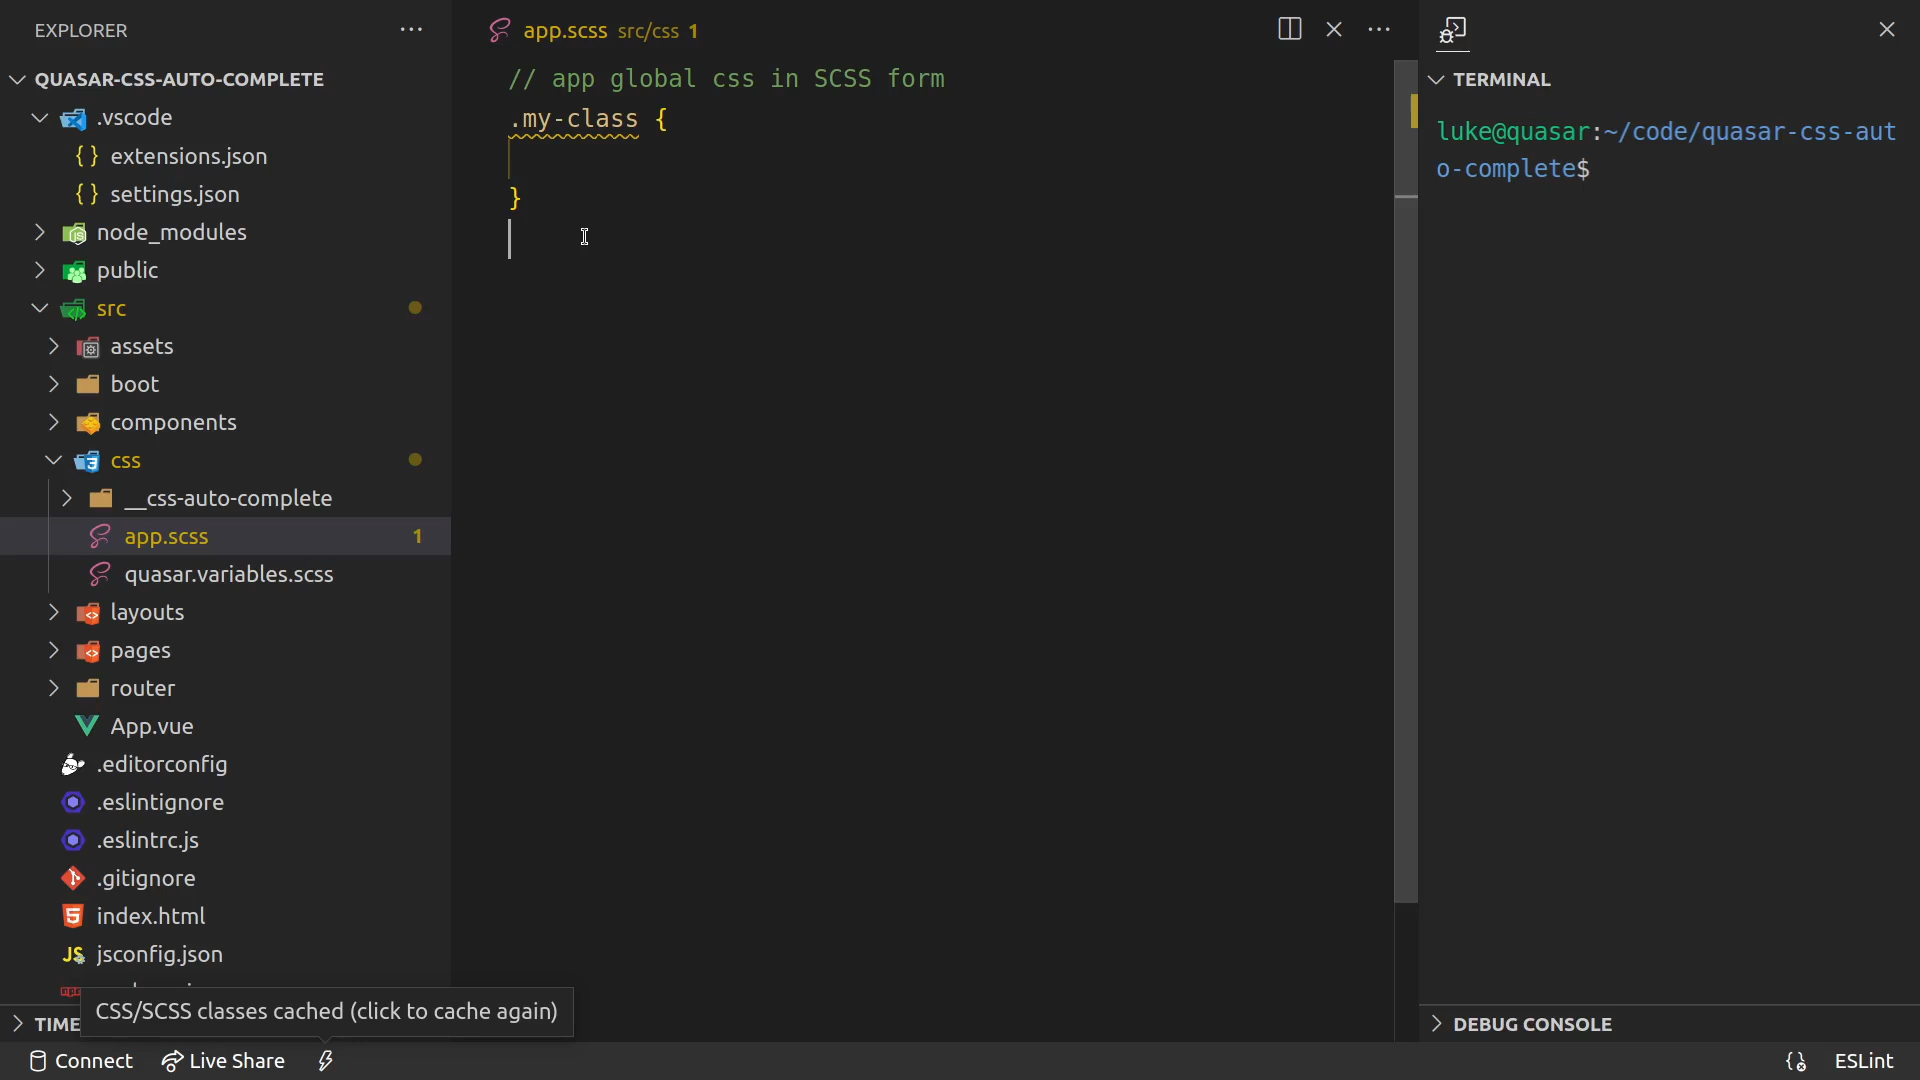 EXPLORER
QUASAR-CSS-AUTO-COMPLETE
.vscode
{ } extensions.json
{ } settings.json
node_modules
public
src
assets
boot
components
css
__css-auto-complete
app.scss 1
quasar.variables.scss
layouts
pages
router
App.vue
.editorconfig
.eslintignore
.eslintrc.js
.gitignore
index.html
JS jsconfig.json
TIME
CSS/SCSS classes cached (click to cache again)
Connect
Live Share
app.scss src/css 1
// app global css in SCSS form
.my-class {
}
TERMINAL
luke@quasar:~/code/quasar-css-aut
o-complete$
DEBUG CONSOLE
ESLint